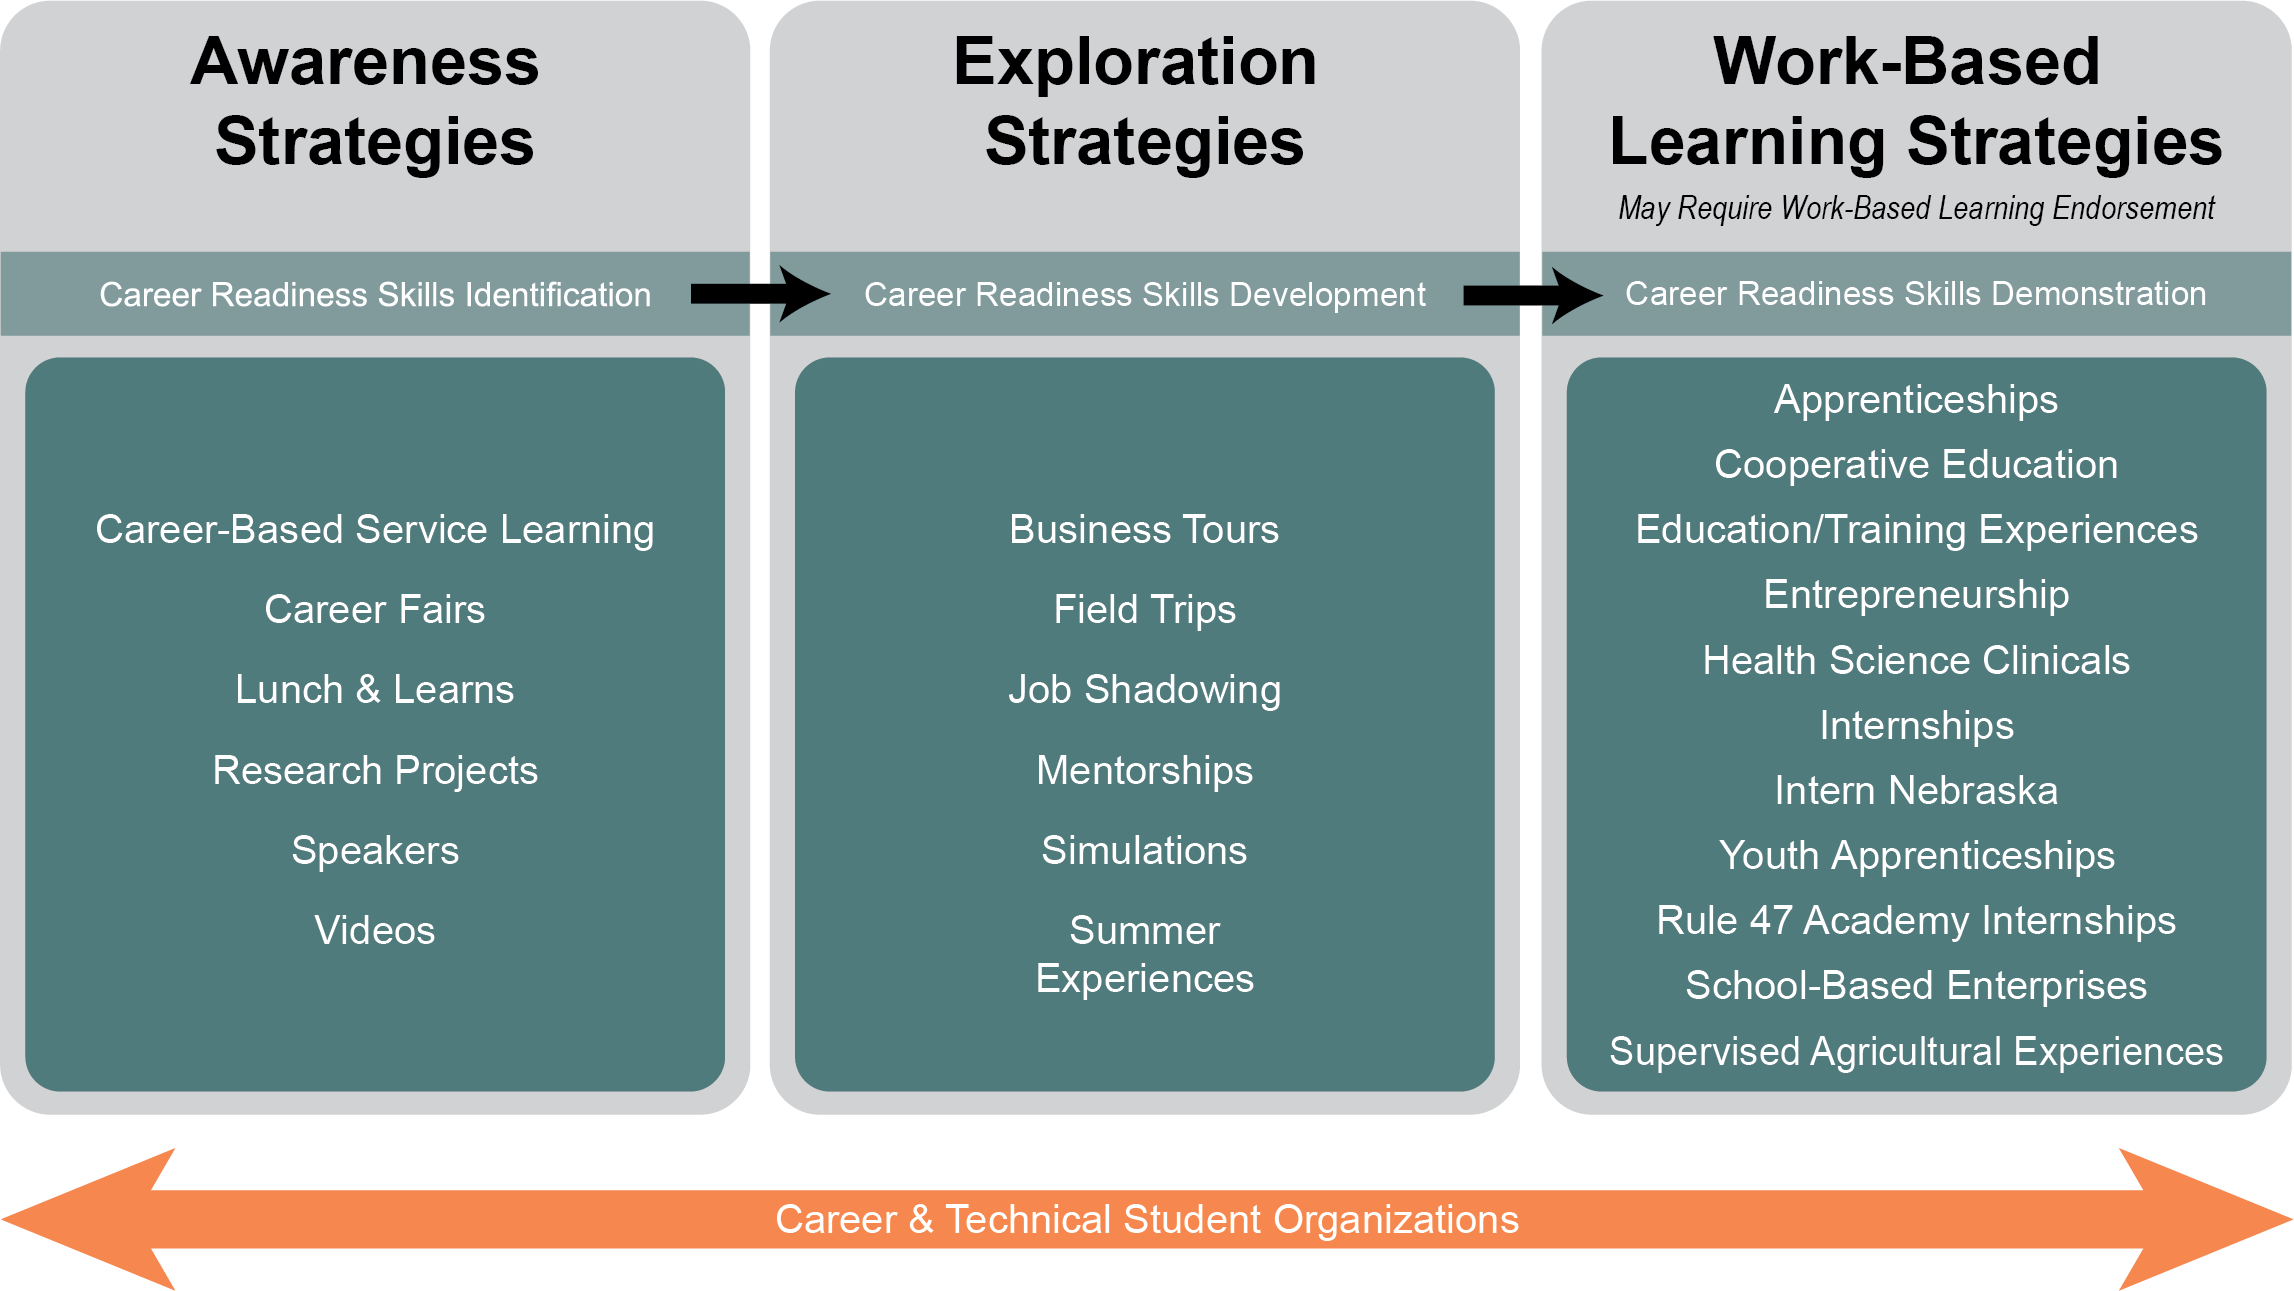 Awareness
Strategies
Career Readiness Skills Identification
Career-Based Service Learning
Career Fairs
Lunch & Learns
Research Projects
Speakers
Videos
Exploration
Strategies
Career Readiness Skills Development
Business Tours
Field Trips
Job Shadowing
Mentorships
Simulations
Summer
Experiences
Work-Based
Learning Strategies
May Require Work-Based Learning Endorsement
Career Readiness Skills Demonstration
Apprenticeships
Cooperative Education
Education/Training Experiences
Entrepreneurship
Health Science Clinicals
Internships
Intern Nebraska
Youth Apprenticeships
Rule 47 Academy Internships
School-Based Enterprises
Supervised Agricultural Experiences
Career & Technical Student Organizations